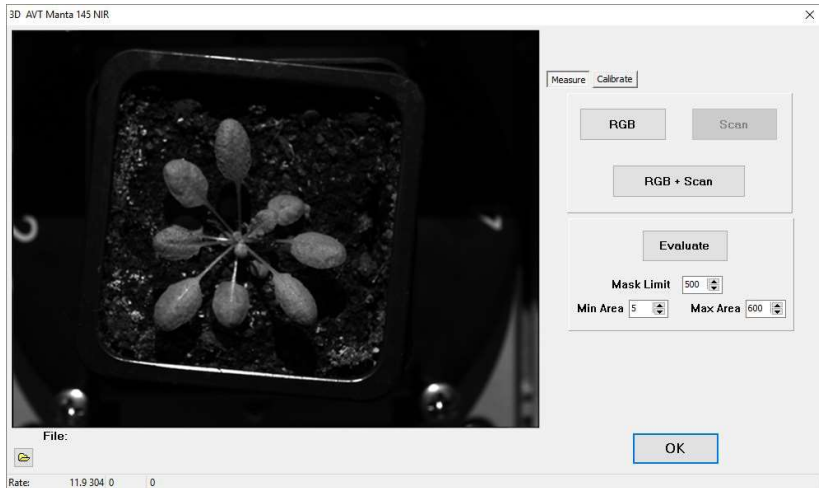 3D AVT Manta 145 NIR
Measure Calibrate
RGB Scan
RGB + Scan
Evaluate
Mask Limit 500
Min Area 5 Max Area 600
File:
OK
Rate: 11.9 304 0 0